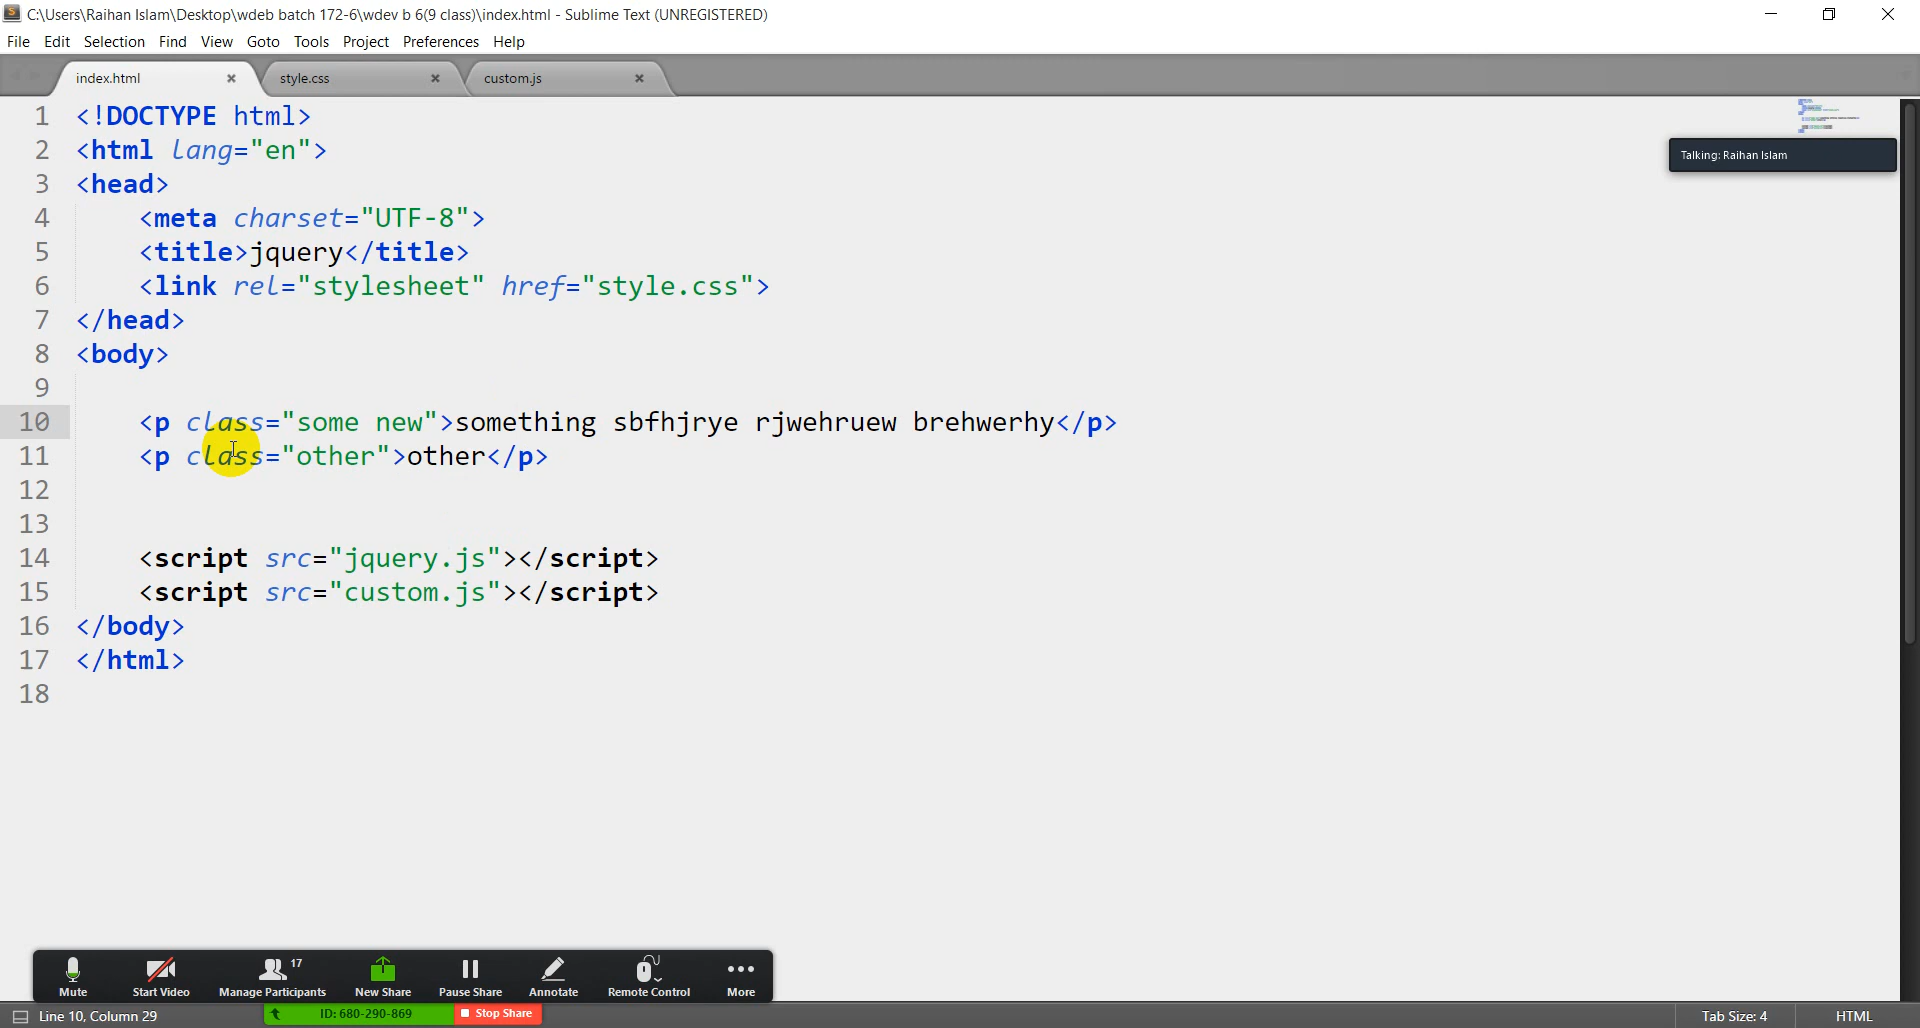 C:\Users\Raihan Islam\Desktop\wdeb batch 172-6\wdev b 6(9 class)\index.html - Sublime Text (UNREGISTERED)
File Edit Selection Find View Goto Tools Project Preferences Help
index.html style.css custom.js
1 <!DOCTYPE html>
2 <html lang="en">
3 <head>
4 <meta charset="UTF-8">
5 <title>jquery</title>
6 <link rel="stylesheet" href="style.css">
7 </head>
8 <body>
9
10 <p class="some new">something sbfhjrye rjwehruew brehwerhy</p>
11 <p class="other">other</p>
12
13
14 <script src="jquery.js"></script>
15 <script src="custom.js"></script>
16 </body>
17 </html>
18
Talking: Raihan Islam
17
Mute Start Video Manage Participants New Share Pause Share Annotate Remote Control More
Line 10, Column 29 ID: 680-290-869 Stop Share Tab Size: 4 HTML